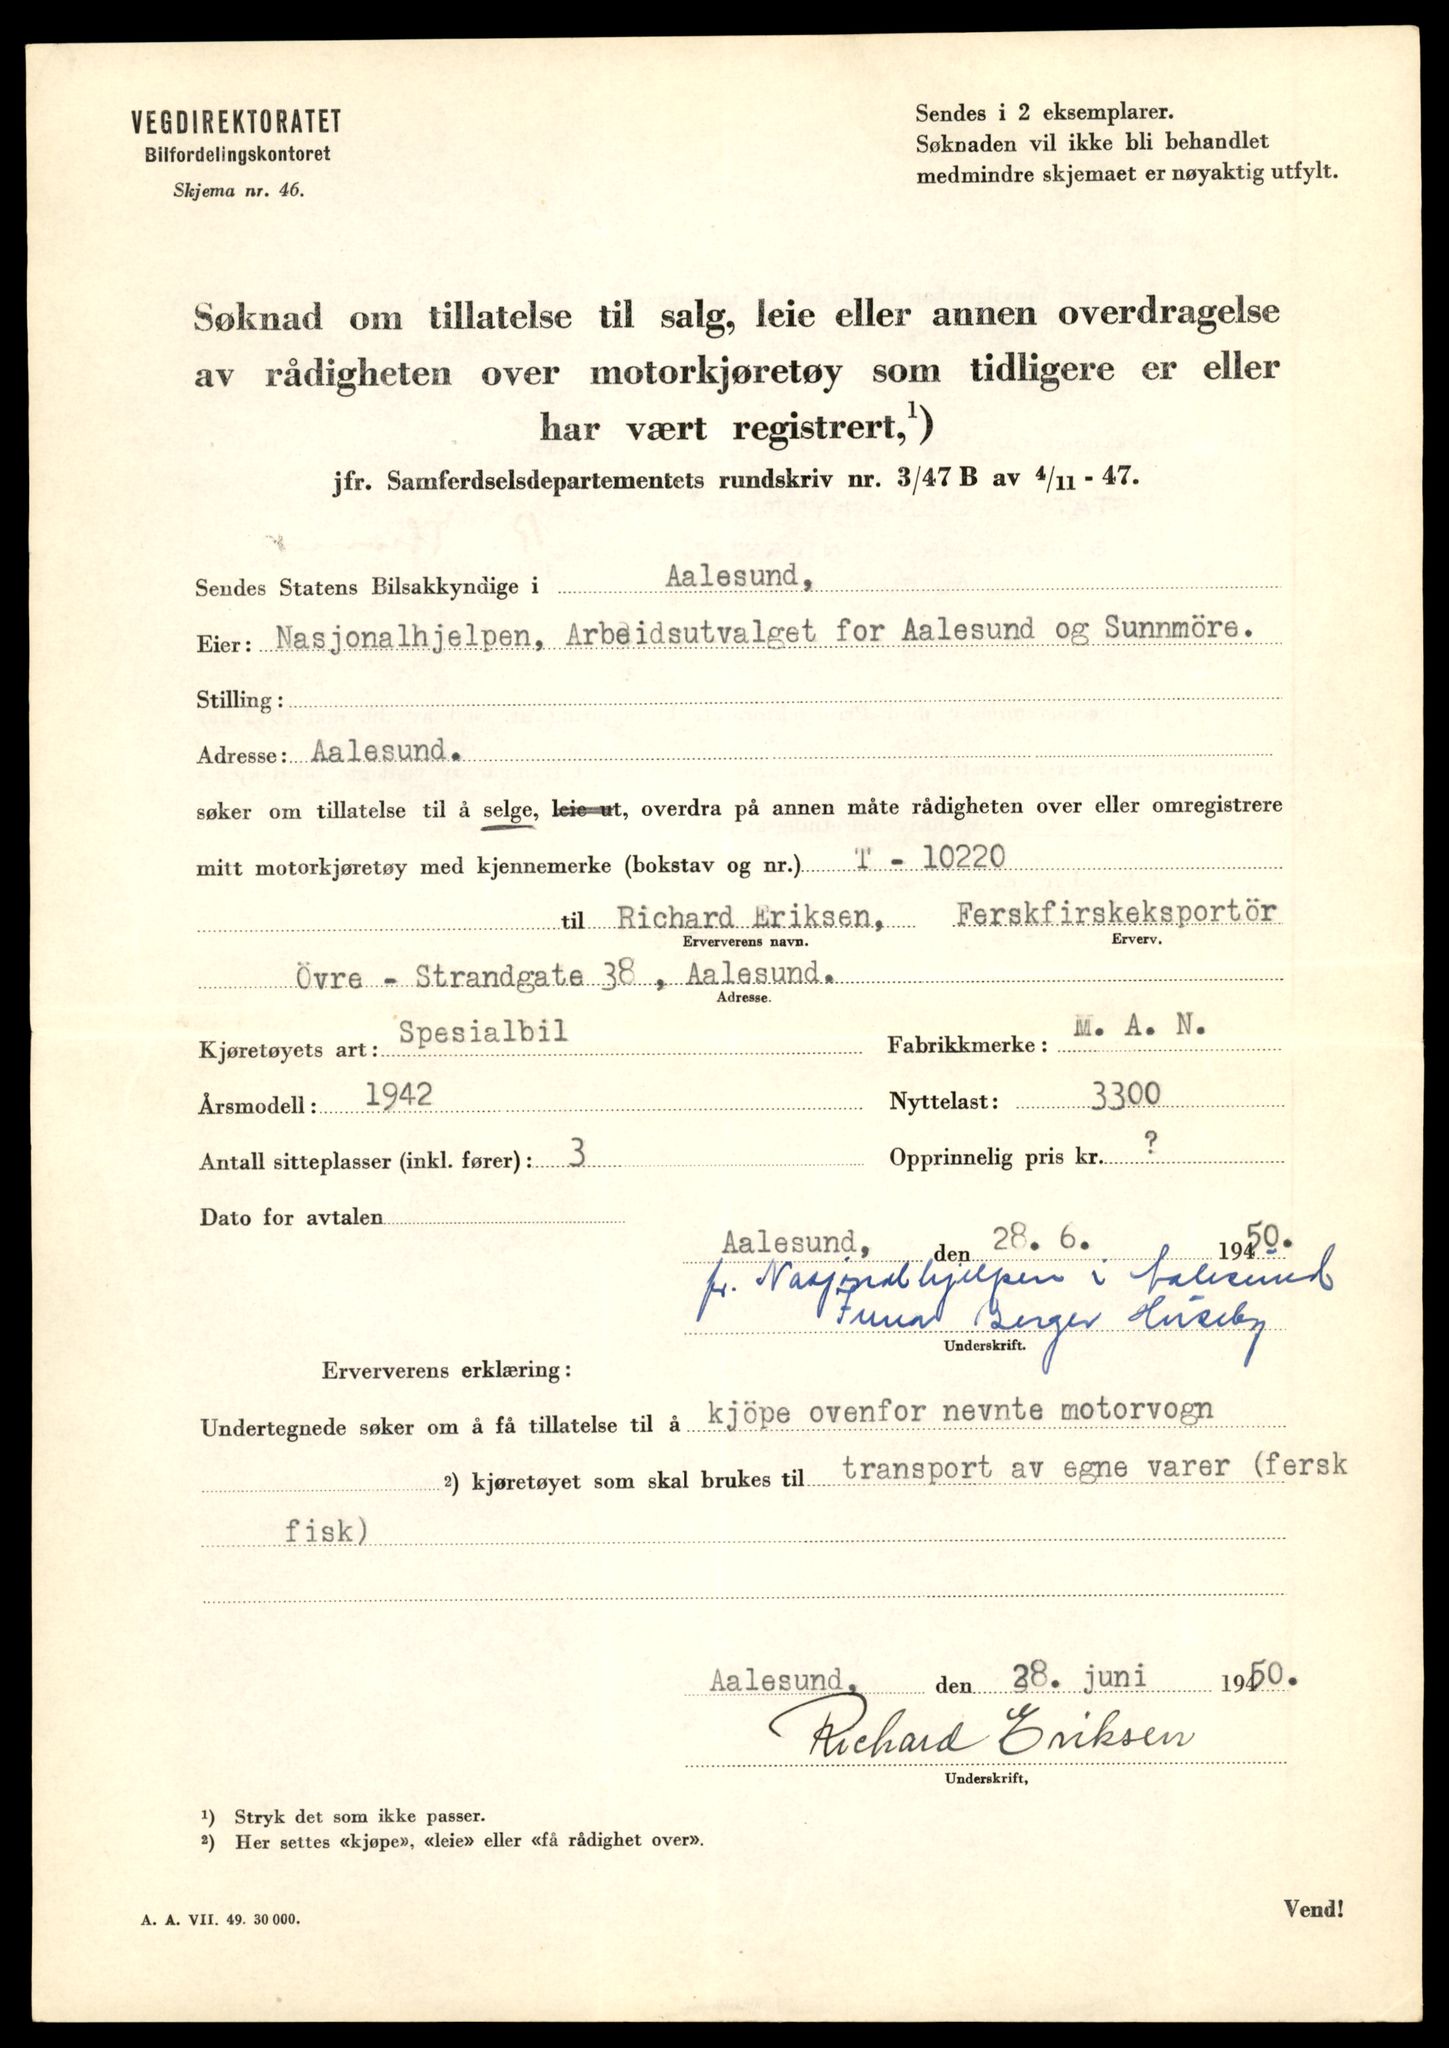 VEGDIREKTORATET
Bilfordelingskontoret
Skjema nr. 46.
Sendes i 2 eksemplarer.
Søknaden vil ikke bli behandlet
medmindre skjemaet er nøyaktig utfylt.
Søknad om tillatelse til salg, leie eller annen overdragelse
av rådigheten over motorkjøretøy som tidligere er eller
har vært registrert,¹)
jfr. Samferdselsdepartementets rundskriv nr. 3/47 B av 4/11 - 47.
Sendes Statens Bilsakkyndige i Aalesund,
Eier: Nasjonalhjelpen, Arbeidsutvalget for Aalesund og Sunnmöre.
Stilling:
Adresse: Aalesund.
søker om tillatelse til å selge, leie ut, overdra på annen måte rådigheten over eller omregistrere
mitt motorkjøretøy med kjennemerke (bokstav og nr.) T - 10220
til Richard Eriksen, Ferskfirskeksportör
Erververens navn. Erverv.
Övre - Strandgate 38, Aalesund.
Adresse.
Kjøretøyets art: Spesialbil Fabrikkmerke: M. A. N.
Årsmodell: 1942 Nyttelast: 3300
Antall sitteplasser (inkl. fører): 3 Opprinnelig pris kr. ?
Dato for avtalen
Aalesund, den 28. 6. 19450.
fr. Nasjonalhjelpen i Aalesund
Berger Huseby
Underskrift.
Erververens erklæring:
Undertegnede søker om å få tillatelse til å kjöpe ovenfor nevnte motorvogn
²) kjøretøyet som skal brukes til transport av egne varer (fersk
fisk)
Aalesund, den 28. juni 19450.
Richard Eriksen
Underskrift,
¹) Stryk det som ikke passer.
²) Her settes «kjøpe», «leie» eller «få rådighet over».
A. A. VII. 49. 30 000.
Vend!